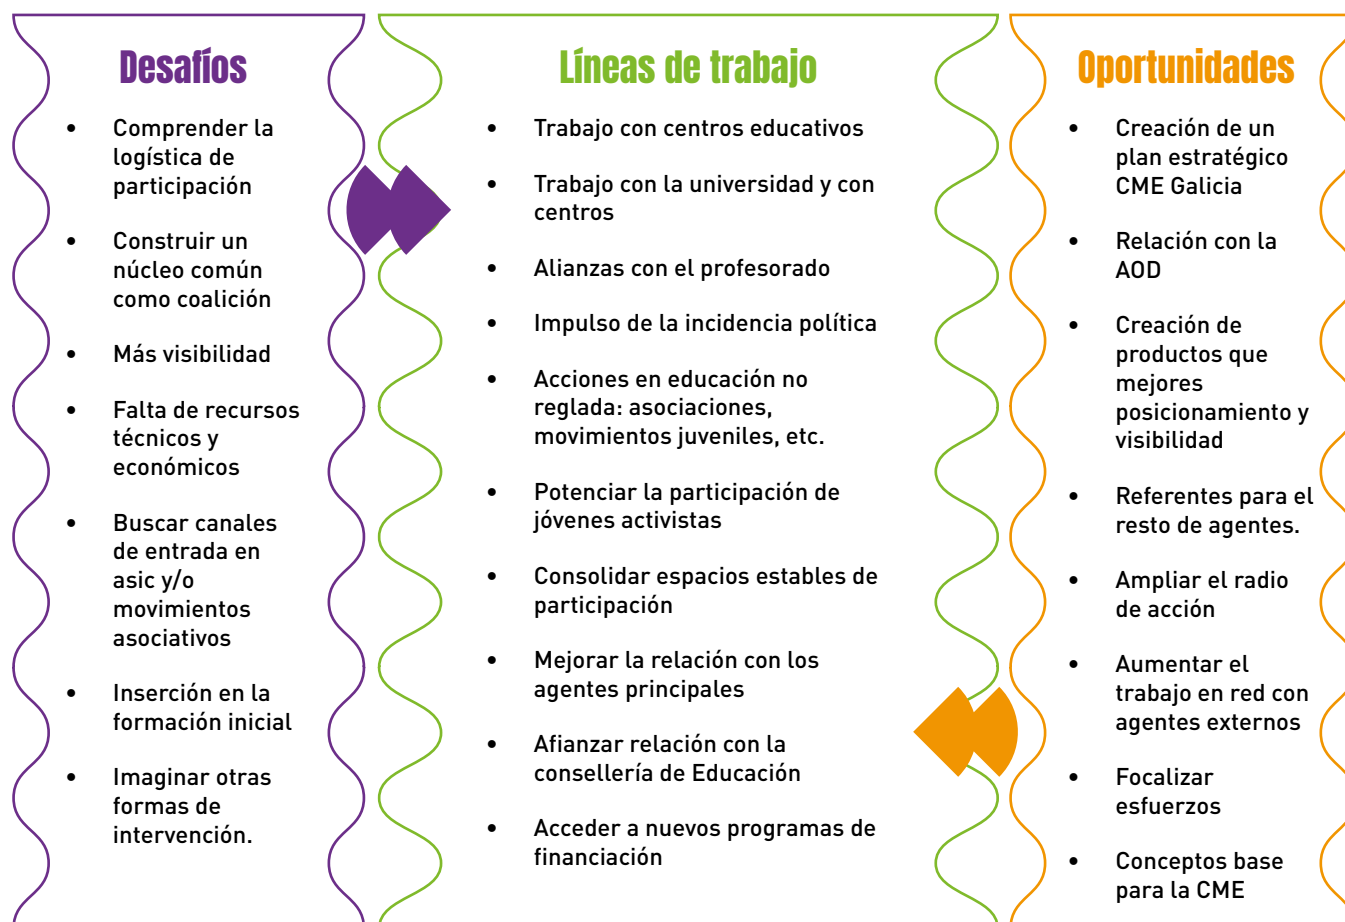 Desafíos
• Comprender la
logística de
participación
• Construir un
núcleo común
como coalición
• Más visibilidad
• Falta de recursos
técnicos y
económicos
• Buscar canales
de entrada en
asic y/o
movimientos
asociativos
• Inserción en la
formación inicial
• Imaginar otras
formas de
intervención.
Líneas de trabajo
• Trabajo con centros educativos
• Trabajo con la universidad y con
centros
• Alianzas con el profesorado
• Impulso de la incidencia política
• Acciones en educación no
reglada: asociaciones,
movimientos juveniles, etc.
• Potenciar la participación de
jóvenes activistas
• Consolidar espacios estables de
participación
• Mejorar la relación con los
agentes principales
• Afianzar relación con la
consellería de Educación
• Acceder a nuevos programas de
financiación
Oportunidades
• Creación de un
plan estratégico
CME Galicia
• Relación con la
AOD
• Creación de
productos que
mejores
posicionamiento y
visibilidad
• Referentes para el
resto de agentes.
• Ampliar el radio
de acción
• Aumentar el
trabajo en red con
agentes externos
• Focalizar
esfuerzos
• Conceptos base
para la CME